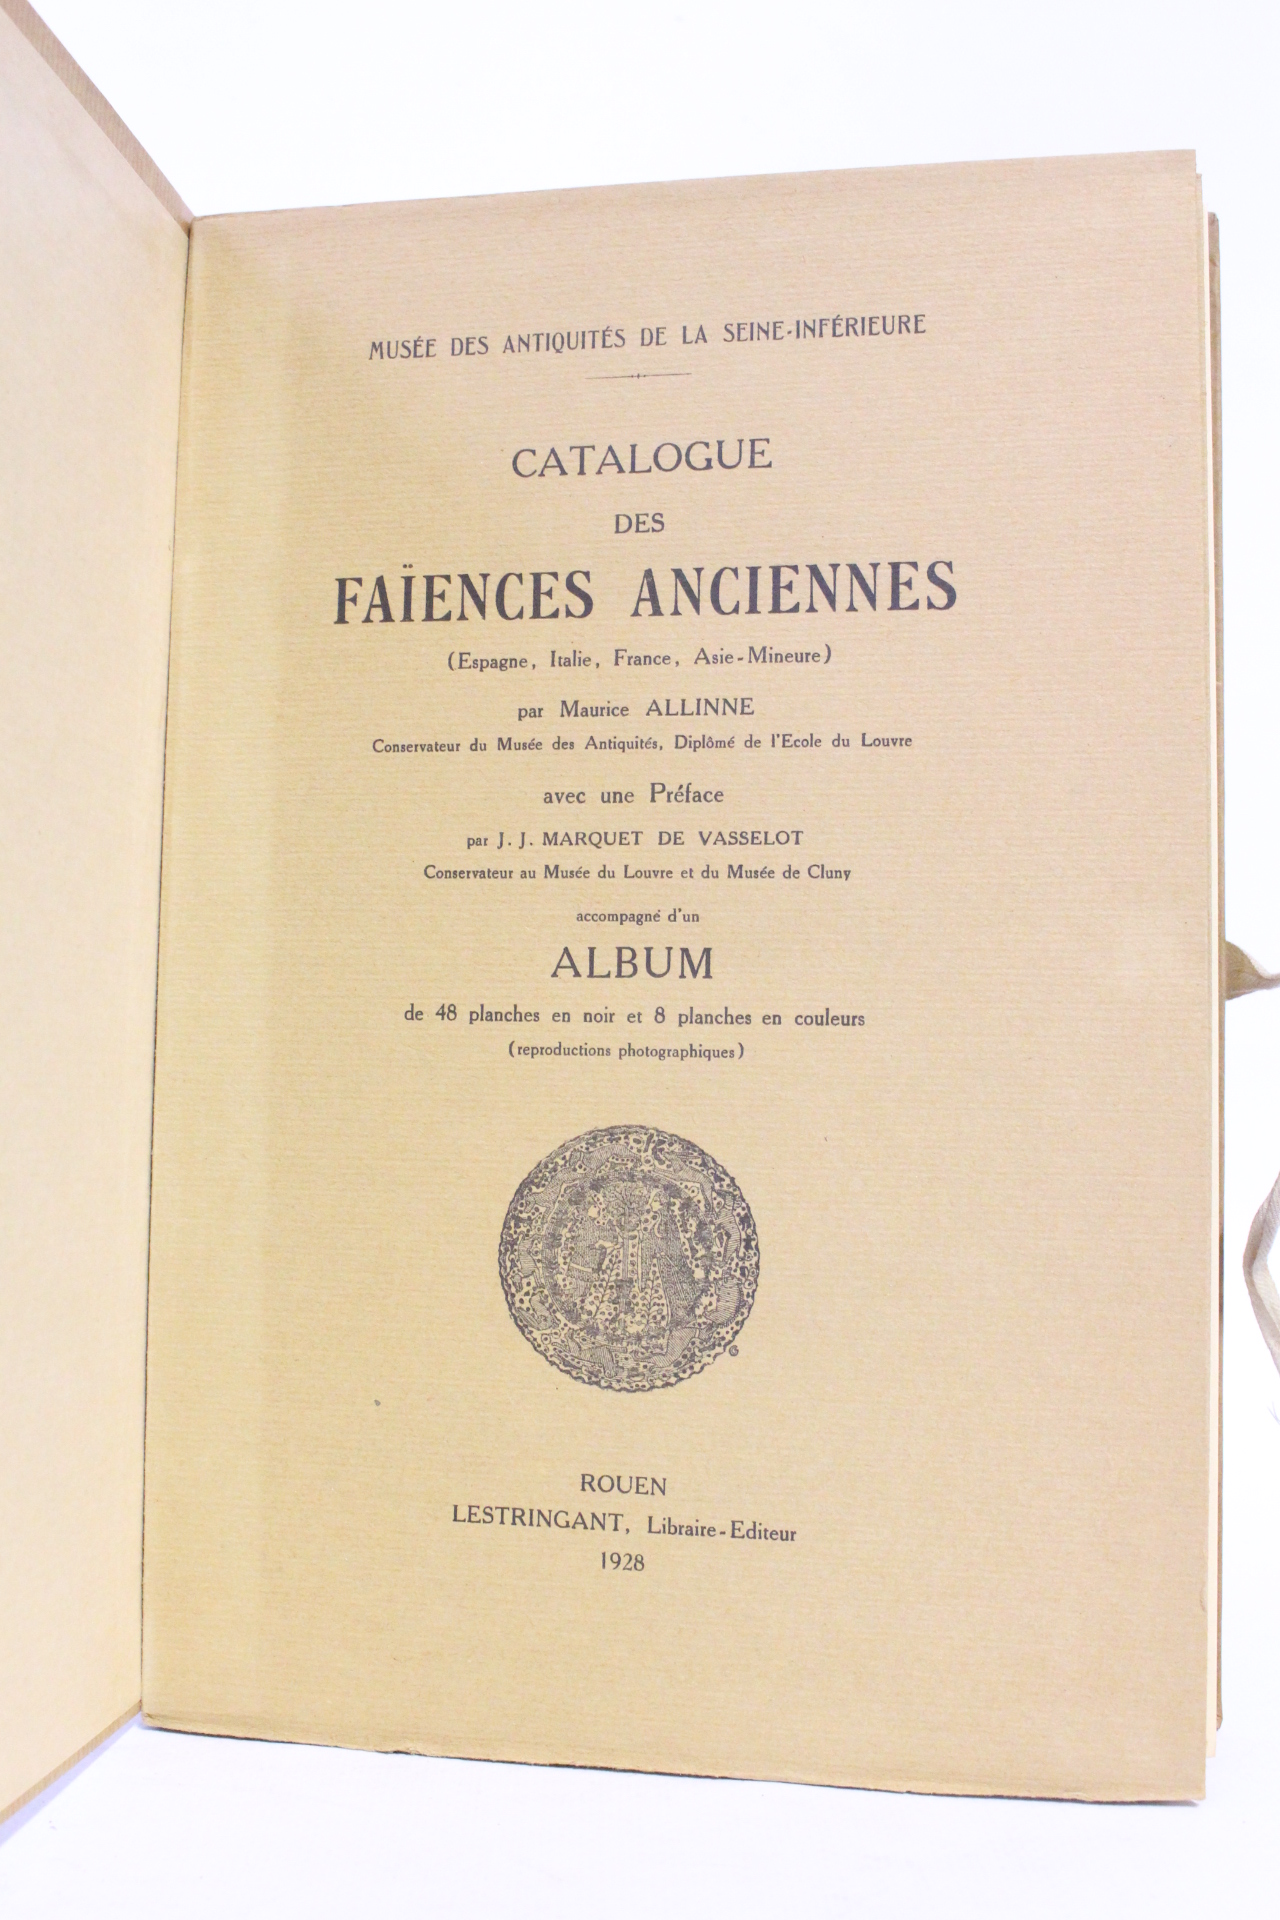 MUSÉE DES ANTIQUITÉS DE LA SEINE-INFÉRIEURE
CATALOGUE
DES
FAÏENCES ANCIENNES
(Espagne, Italie, France, Asie-Mineure)
par Maurice ALLINNE
Conservateur du Musée des Antiquités, Diplômé de l'Ecole du Louvre
avec une Préface
par J. J. MARQUET DE VASSELOT
Conservateur au Musée du Louvre et du Musée de Cluny
accompagné d'un
ALBUM
de 48 planches en noir et 8 planches en couleurs
(reproductions photographiques)
ROUEN
LESTRINGANT, Libraire-Editeur
1928